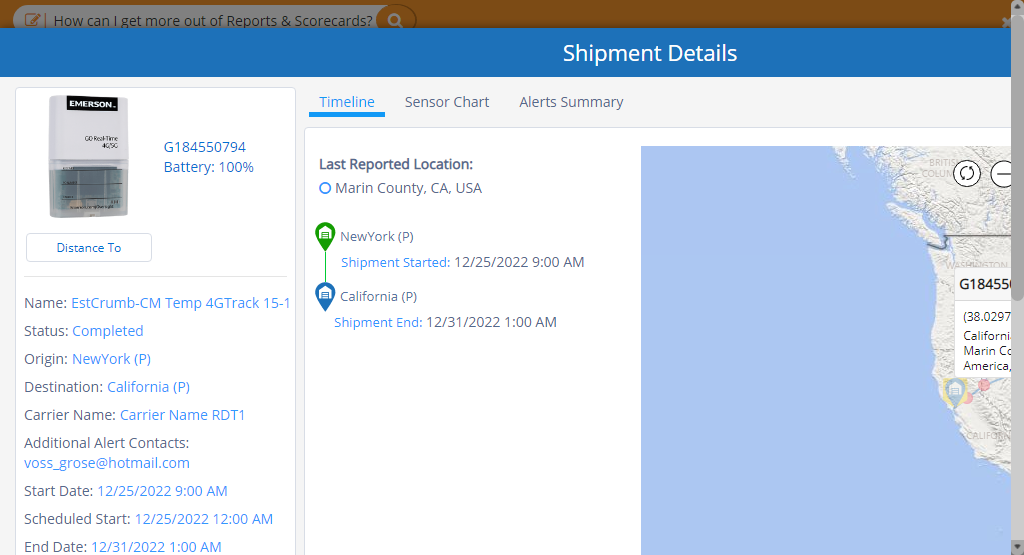 How can I get more out of Reports & Scorecards?
Shipment Details
EMERSON
GO Real-Time
4G/5G
G184550794
Battery: 100%
Distance To
Name: EstCrumb-CM Temp 4GTrack 15-1
Status: Completed
Origin: NewYork (P)
Destination: California (P)
Carrier Name: Carrier Name RDT1
Additional Alert Contacts:
voss_grose@hotmail.com
Start Date: 12/25/2022 9:00 AM
Scheduled Start: 12/25/2022 12:00 AM
End Date: 12/31/2022 1:00 AM
Timeline
Sensor Chart
Alerts Summary
Last Reported Location:
Marin County, CA, USA
NewYork (P)
Shipment Started: 12/25/2022 9:00 AM
California (P)
Shipment End: 12/31/2022 1:00 AM
BRITIS
COLUM
WASHINGTON
G18455
(38.0297
Californi
Marin Co
America,
CALIFORN